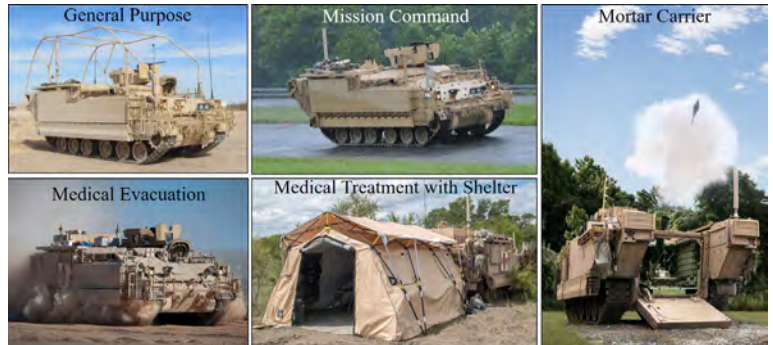 General Purpose
Mission Command
Mortar Carrier
Medical Evacuation
Medical Treatment with Shelter